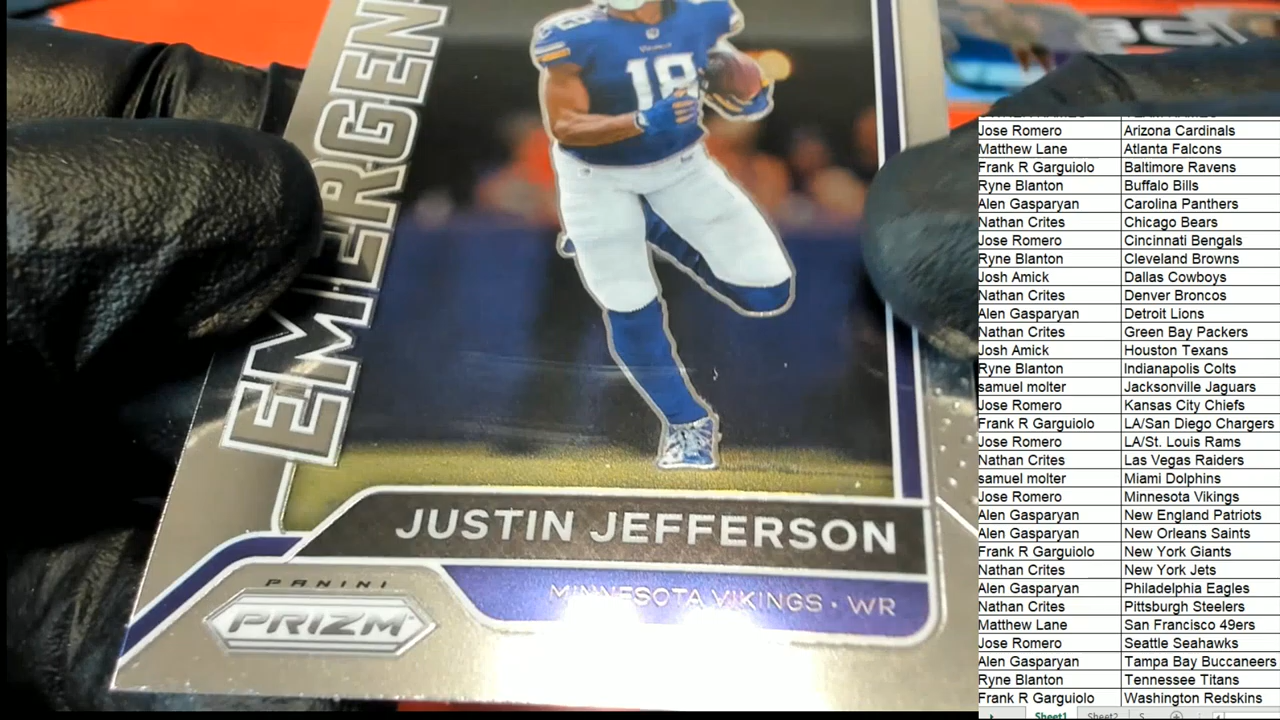 EMERGEN
VIKINGS
18
JUSTIN JEFFERSON
MINNESOTA VIKINGS · WR
PANINI
PRIZM
Jose Romero Arizona Cardinals
Matthew Lane Atlanta Falcons
Frank R Garguiolo Baltimore Ravens
Ryne Blanton Buffalo Bills
Alen Gasparyan Carolina Panthers
Nathan Crites Chicago Bears
Jose Romero Cincinnati Bengals
Ryne Blanton Cleveland Browns
Josh Amick Dallas Cowboys
Nathan Crites Denver Broncos
Alen Gasparyan Detroit Lions
Nathan Crites Green Bay Packers
Josh Amick Houston Texans
Ryne Blanton Indianapolis Colts
samuel molter Jacksonville Jaguars
Jose Romero Kansas City Chiefs
Frank R Garguiolo LA/San Diego Chargers
Jose Romero LA/St. Louis Rams
Nathan Crites Las Vegas Raiders
samuel molter Miami Dolphins
Jose Romero Minnesota Vikings
Alen Gasparyan New England Patriots
Alen Gasparyan New Orleans Saints
Frank R Garguiolo New York Giants
Nathan Crites New York Jets
Alen Gasparyan Philadelphia Eagles
Nathan Crites Pittsburgh Steelers
Matthew Lane San Francisco 49ers
Jose Romero Seattle Seahawks
Alen Gasparyan Tampa Bay Buccaneers
Ryne Blanton Tennessee Titans
Frank R Garguiolo Washington Redskins
Sheet1 Sheet2 S